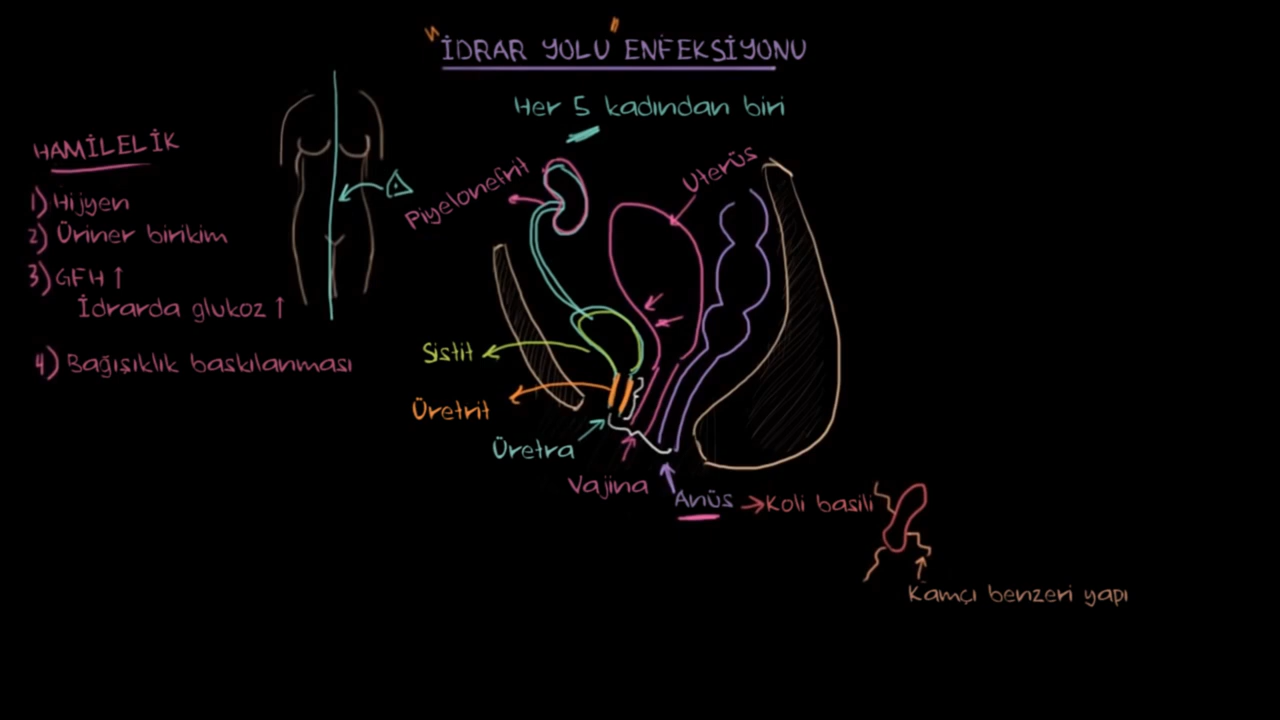 "İDRAR YOLU" ENFEKSİYONU
Her 5 kadından biri
HAMİLELİK
1) Hijyen
2) Üriner birikim
3) GFH ↑
İdrarda glukoz ↑
4) Bağışıklık baskılanması
Piyelonefrit
Uterüs
Sistit
Üretrit
Üretra
Vajina
Anüs → Koli basili
Kamçı benzeri yapı